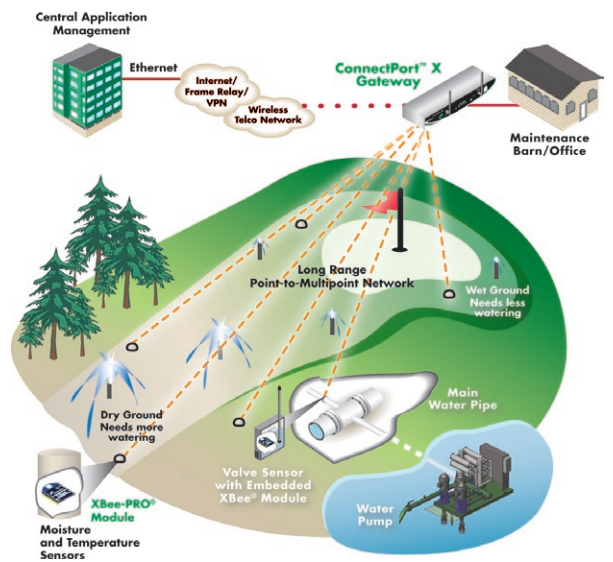 Central Application
Management
Ethernet
Internet/
Frame Relay/
VPN
Wireless
Telco Network
ConnectPort™ X
Gateway
Maintenance
Barn/Office
Long Range
Point-to-Multipoint Network
Wet Ground
Needs less
watering
Dry Ground
Needs more
watering
Main
Water Pipe
Valve Sensor
with Embedded
XBee® Module
Water
Pump
XBee-PRO®
Module
Moisture
and Temperature
Sensors